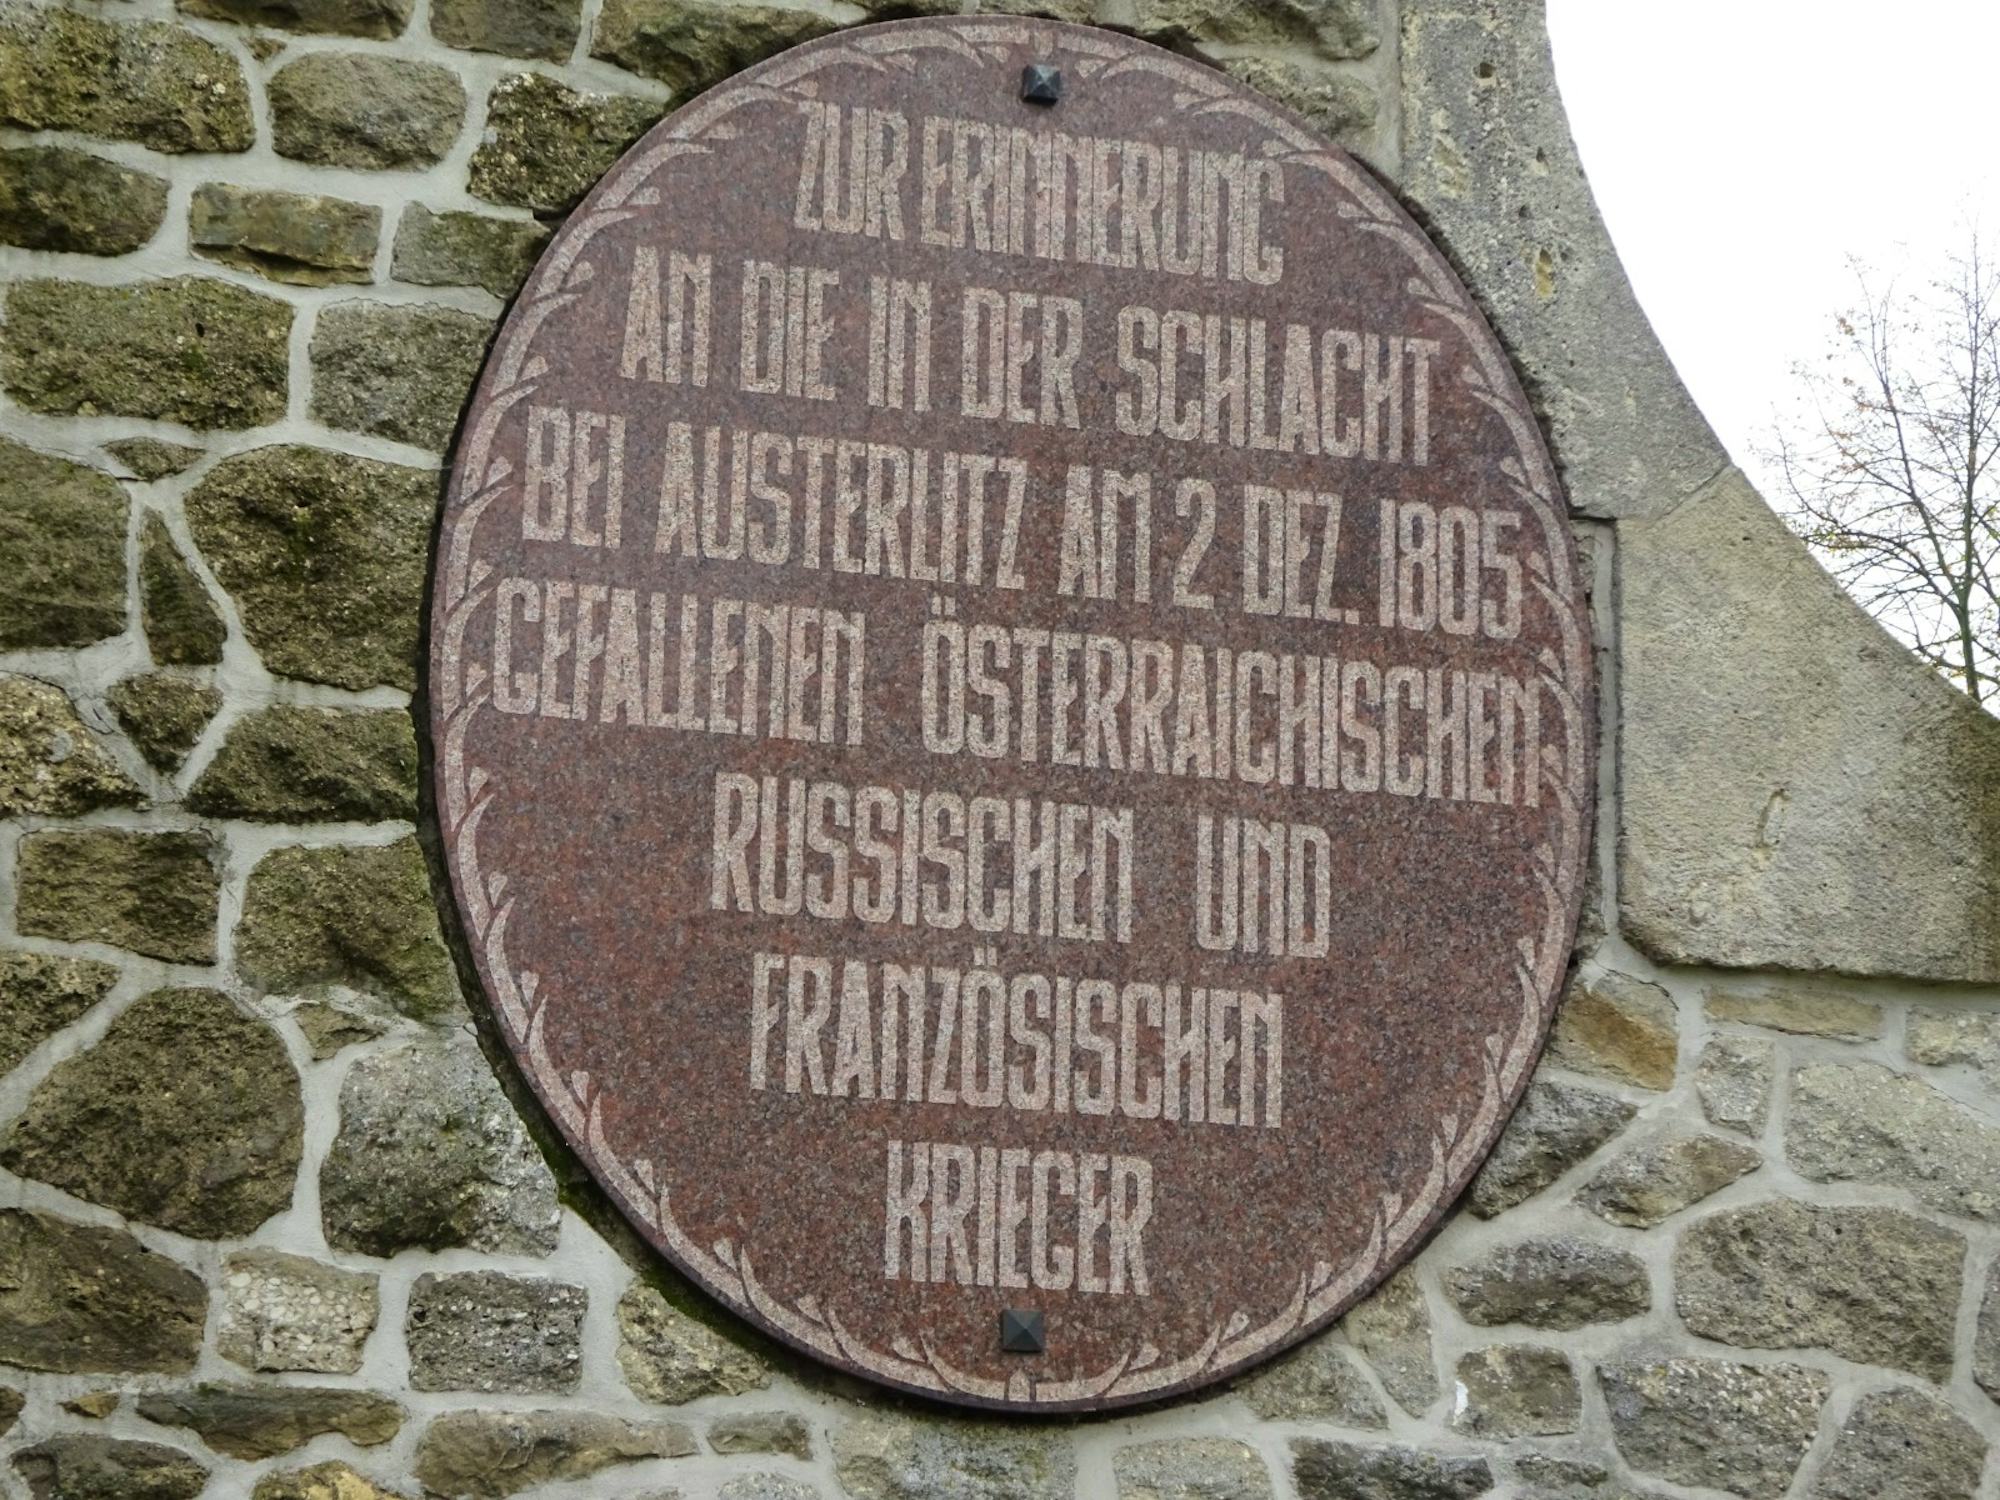 ZUR ERINNERUNG
AN DIE IN DER SCHLACHT
BEI AUSTERLITZ AM 2 DEZ. 1805
GEFALLENEN ÖSTERRAICHISCHEN
RUSSISCHEN UND
FRANZÖSISCHEN
KRIEGER